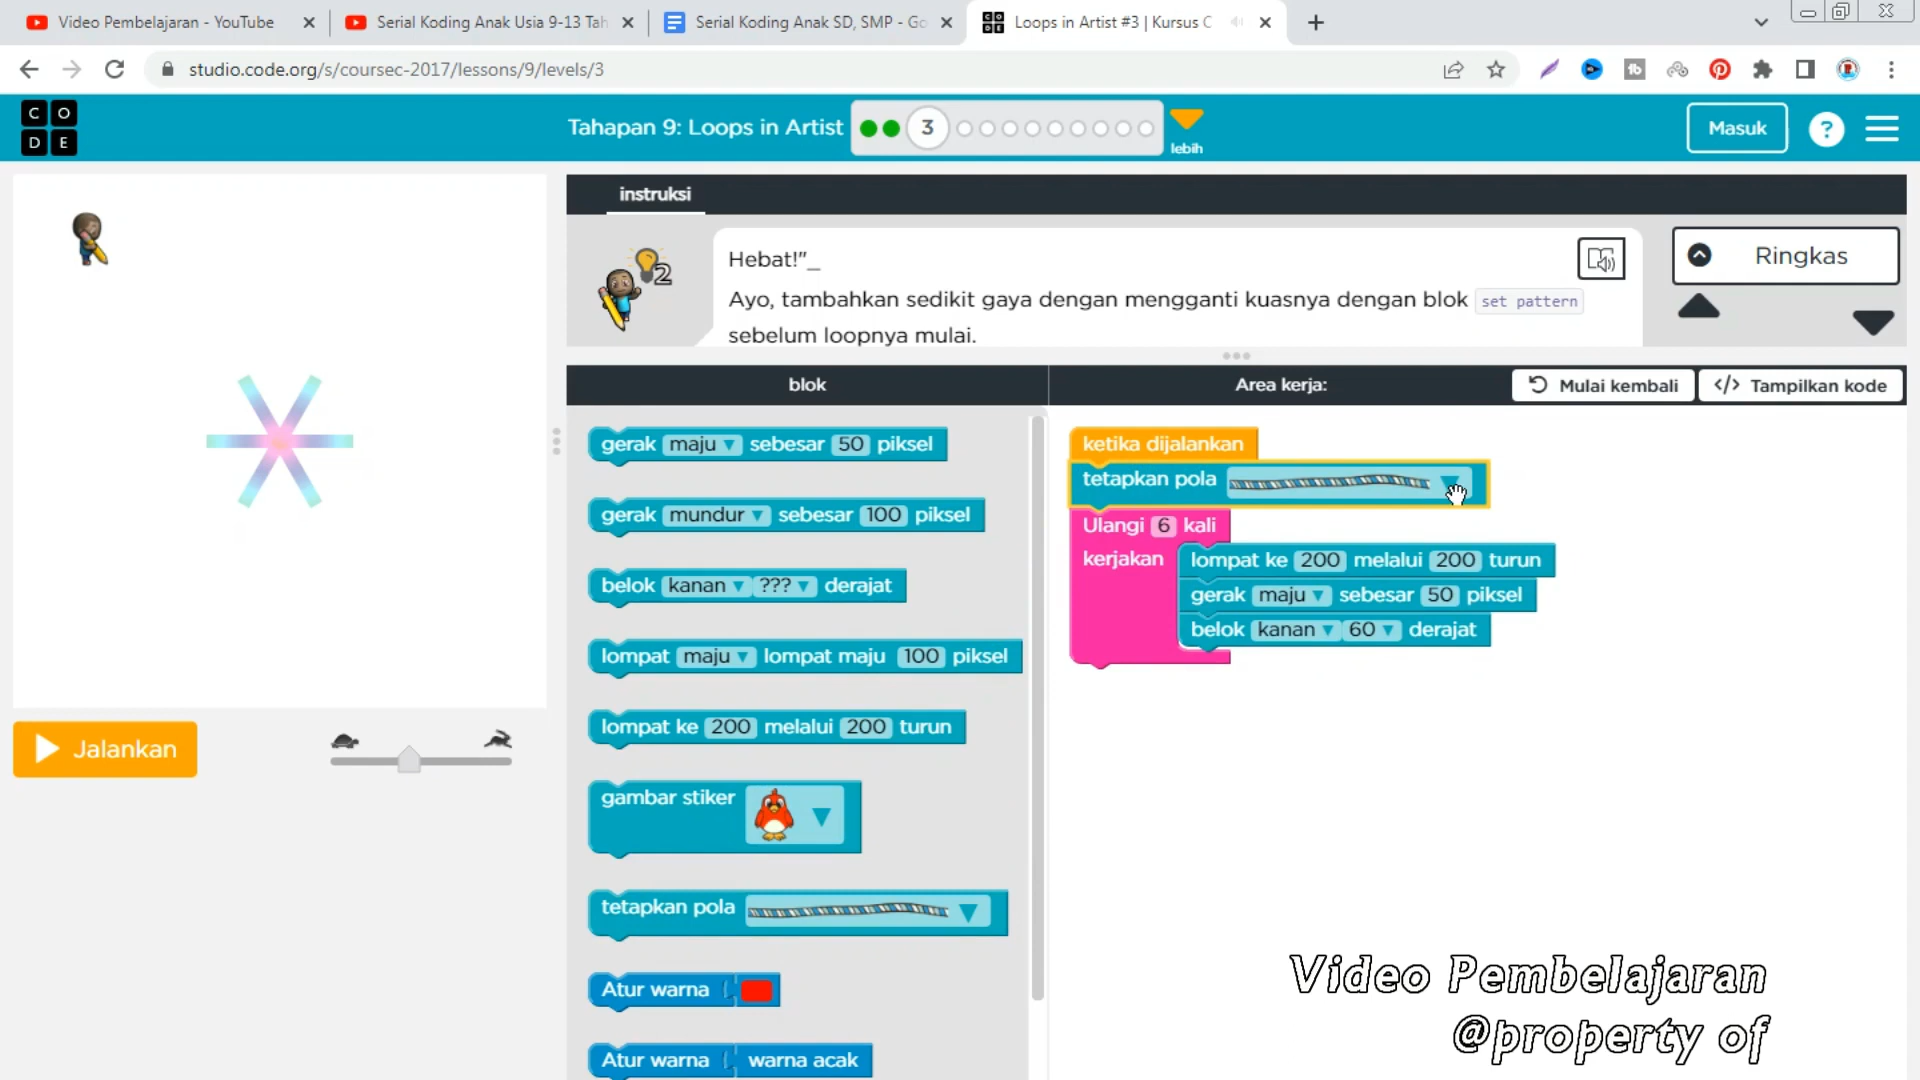 Video Pembelajaran - YouTube
Serial Koding Anak Usia 9-13 Tah
Serial Koding Anak SD, SMP - Go
Loops in Artist #3 | Kursus C
studio.code.org/s/coursec-2017/lessons/9/levels/3
C O
D E
Tahapan 9: Loops in Artist
3
lebih
Masuk
?
instruksi
2
Hebat!"_
Ayo, tambahkan sedikit gaya dengan mengganti kuasnya dengan blok set pattern
sebelum loopnya mulai.
Ringkas
blok
Area kerja:
Mulai kembali
</> Tampilkan kode
Jalankan
gerak maju sebesar 50 piksel
gerak mundur sebesar 100 piksel
belok kanan ??? derajat
lompat maju lompat maju 100 piksel
lompat ke 200 melalui 200 turun
gambar stiker
tetapkan pola
Atur warna
Atur warna warna acak
ketika dijalankan
tetapkan pola
Ulangi 6 kali
kerjakan
lompat ke 200 melalui 200 turun
gerak maju sebesar 50 piksel
belok kanan 60 derajat
Video Pembelajaran
@property of